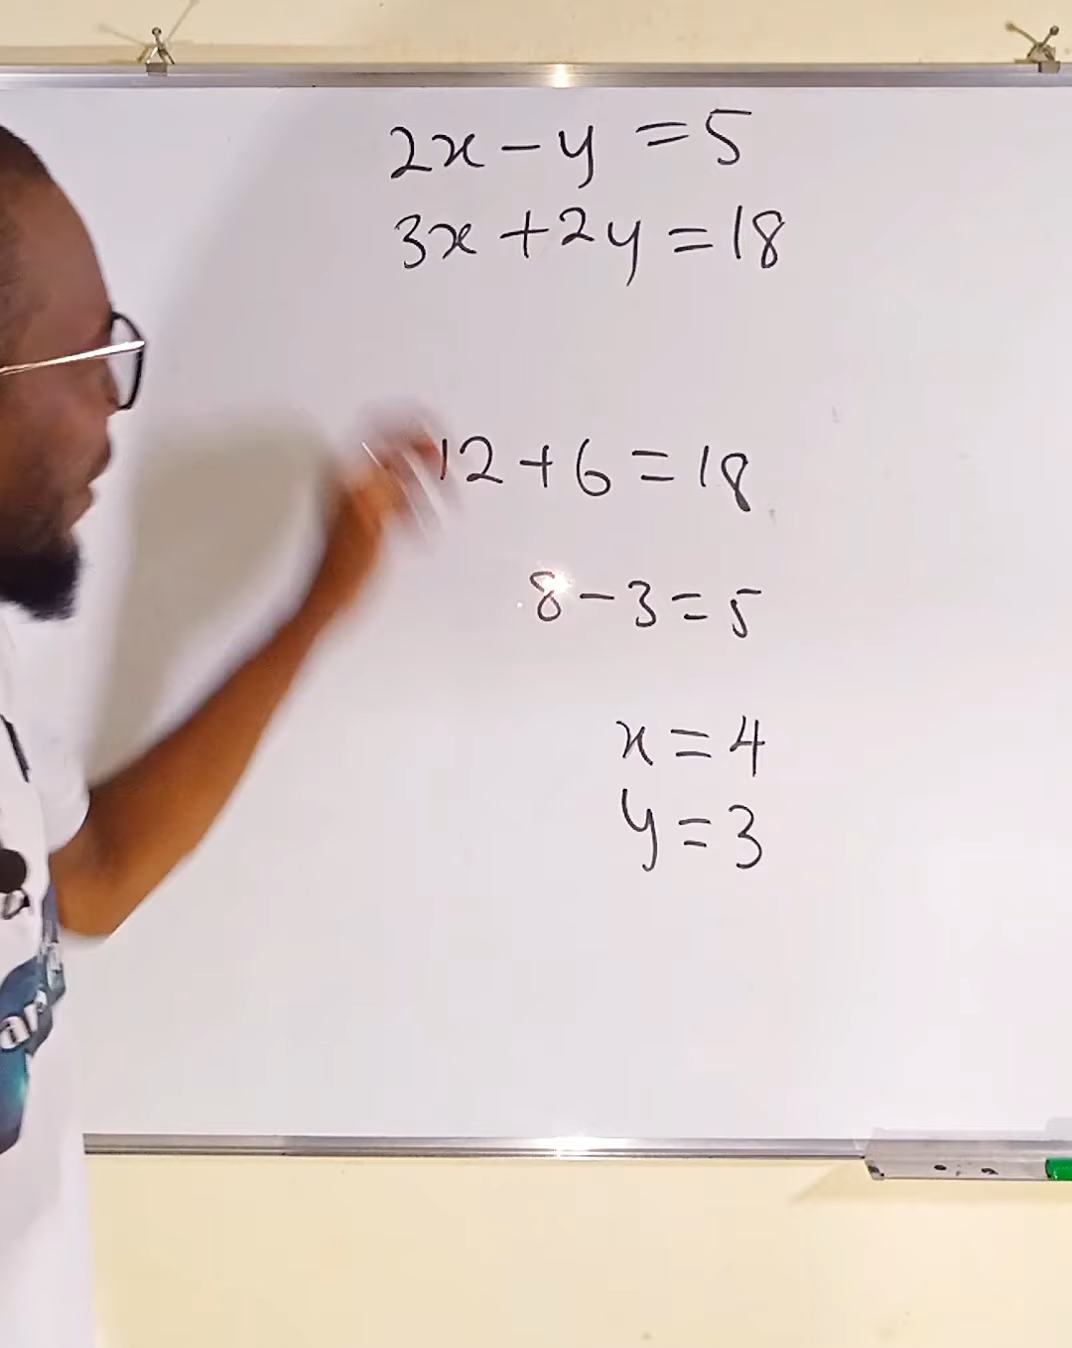 2x - y = 5
3x + 2y = 18
12 + 6 = 18
8 - 3 = 5
x = 4
y = 3